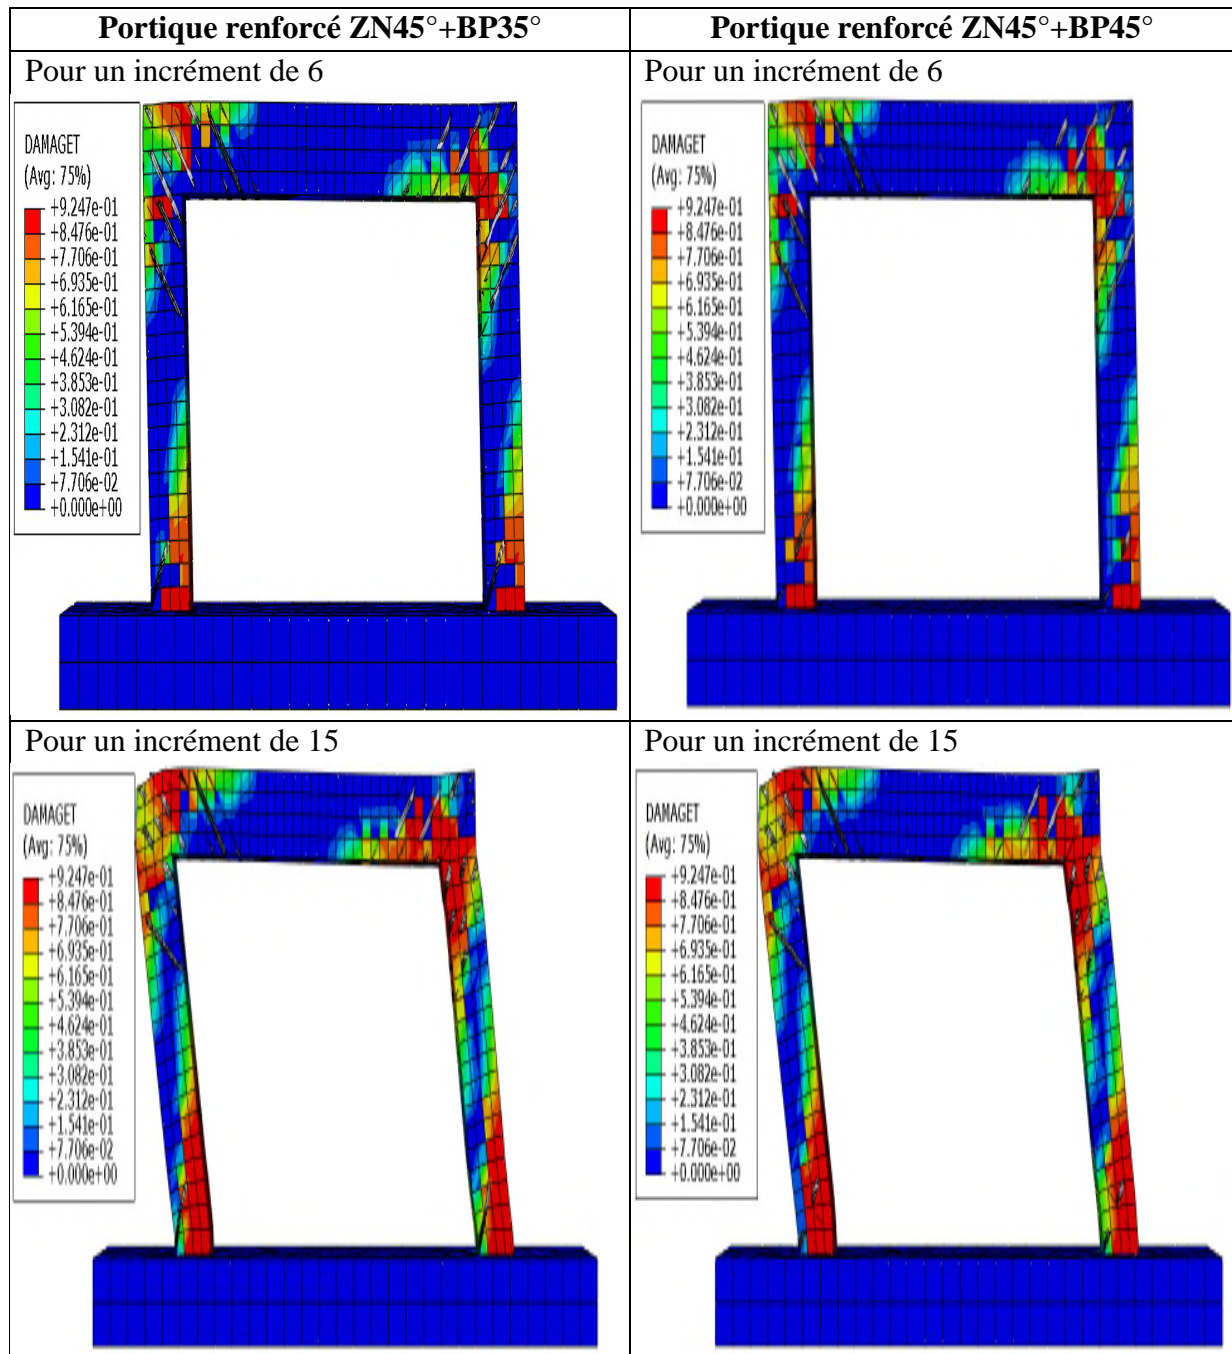 Portique renforcé ZN45°+BP35°
Portique renforcé ZN45°+BP45°
Pour un incrément de 6
DAMAGET
(Avg: 75%)
+9.247e-01
+8.476e-01
+7.706e-01
+6.935e-01
+6.165e-01
+5.394e-01
+4.624e-01
+3.853e-01
+3.082e-01
+2.312e-01
+1.541e-01
+7.706e-02
+0.000e+00
Pour un incrément de 6
DAMAGET
(Avg: 75%)
+9.247e-01
+8.476e-01
+7.706e-01
+6.935e-01
+6.165e-01
+5.394e-01
+4.624e-01
+3.853e-01
+3.082e-01
+2.312e-01
+1.541e-01
+7.706e-02
+0.000e+00
Pour un incrément de 15
DAMAGET
(Avg: 75%)
+9.247e-01
+8.476e-01
+7.706e-01
+6.935e-01
+6.165e-01
+5.394e-01
+4.624e-01
+3.853e-01
+3.082e-01
+2.312e-01
+1.541e-01
+7.706e-02
+0.000e+00
Pour un incrément de 15
DAMAGET
(Avg: 75%)
+9.247e-01
+8.476e-01
+7.706e-01
+6.935e-01
+6.165e-01
+5.394e-01
+4.624e-01
+3.853e-01
+3.082e-01
+2.312e-01
+1.541e-01
+7.706e-02
+0.000e+00